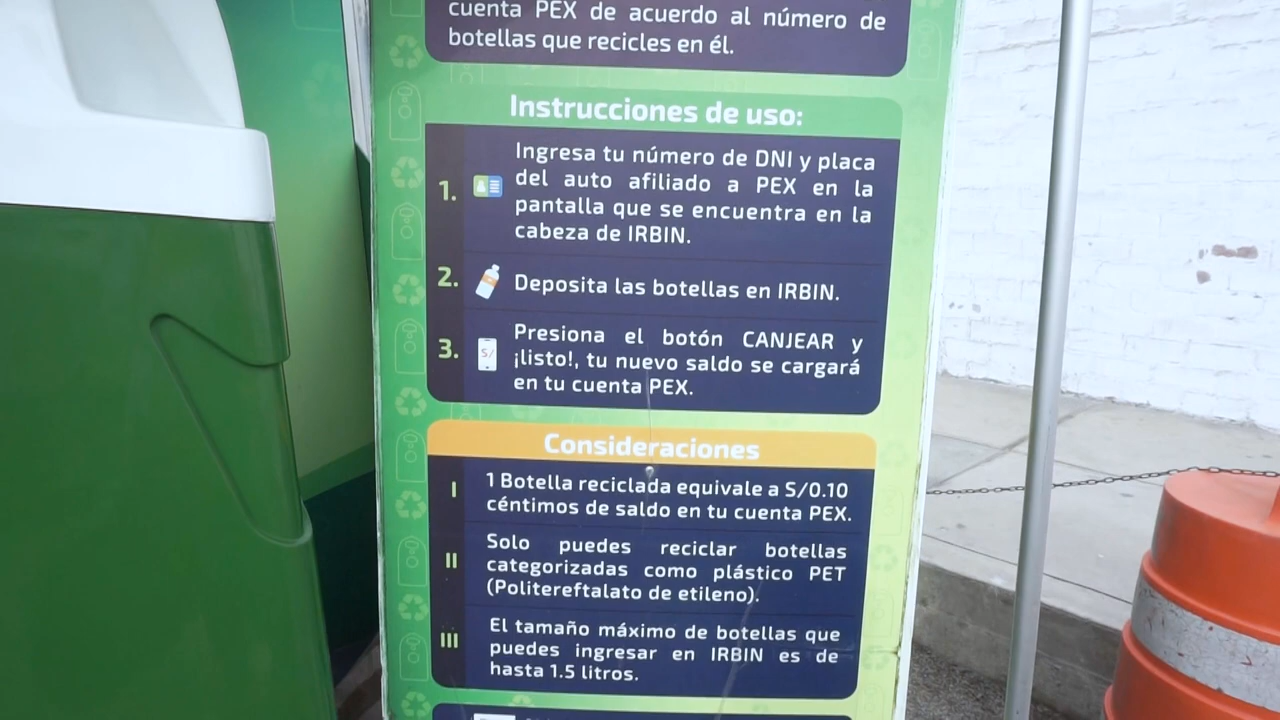 cuenta PEX de acuerdo al número de
botellas que recicles en él.
Instrucciones de uso:
1.
Ingresa tu número de DNI y placa
del auto afiliado a PEX en la
pantalla que se encuentra en la
cabeza de IRBIN.
2.
Deposita las botellas en IRBIN.
3.
S/
Presiona el botón CANJEAR y
¡listo!, tu nuevo saldo se cargará
en tu cuenta PEX.
Consideraciones
I
1 Botella reciclada equivale a S/0.10
céntimos de saldo en tu cuenta PEX.
II
Solo puedes reciclar botellas
categorizadas como plástico PET
(Politereftalato de etileno).
III
El tamaño máximo de botellas que
puedes ingresar en IRBIN es de
hasta 1.5 litros.